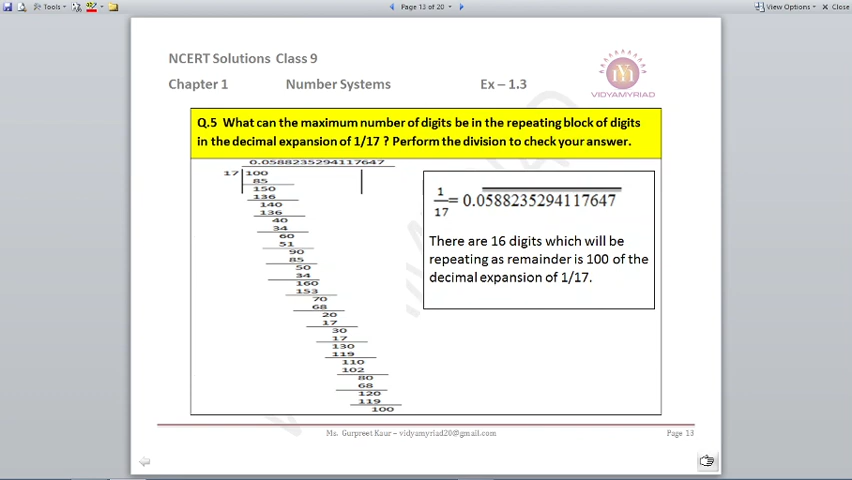 Tools
Page 13 of 20
View Options
Close
NCERT Solutions Class 9
Chapter 1 Number Systems Ex – 1.3
VIDYAMYRIAD
Q.5 What can the maximum number of digits be in the repeating block of digits
in the decimal expansion of 1/17 ? Perform the division to check your answer.
0.0588235294117647
17 100
85
150
136
140
136
40
34
60
51
90
85
50
34
160
153
70
68
20
17
30
17
130
119
110
102
80
68
120
119
100
1
17
= 0.0588235294117647
There are 16 digits which will be
repeating as remainder is 100 of the
decimal expansion of 1/17.
Ms. Gurpreet Kaur – vidyamyriad20@gmail.com
Page 13